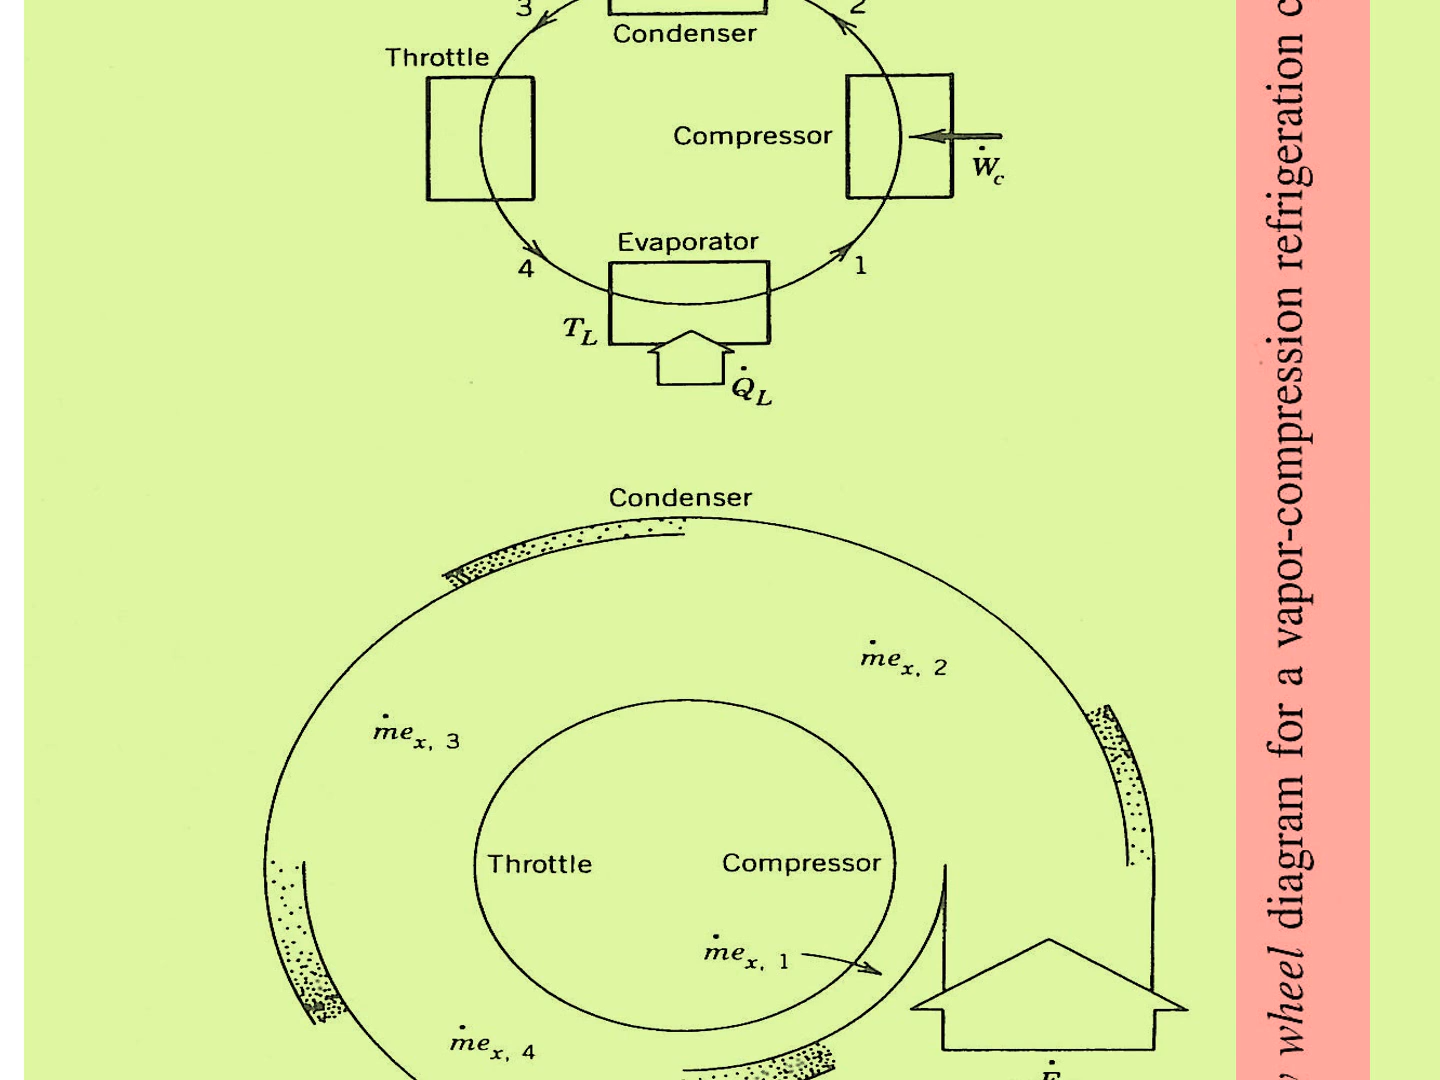 3
2
Condenser
Throttle
Compressor
Ẇc
Evaporator
4
1
TL
Q̇L
Condenser
ṁex, 2
ṁex, 3
Throttle
Compressor
ṁex, 1
ṁex, 4
wheel diagram for a vapor-compression refrigeration